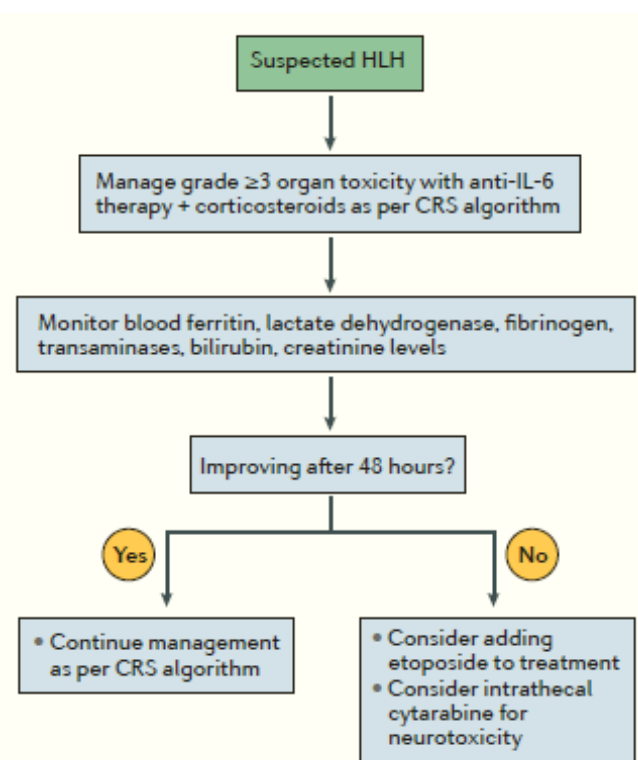 Suspected HLH
Manage grade ≥3 organ toxicity with anti-IL-6
therapy + corticosteroids as per CRS algorithm
Monitor blood ferritin, lactate dehydrogenase, fibrinogen,
transaminases, bilirubin, creatinine levels
Improving after 48 hours?
Yes
No
• Continue management
as per CRS algorithm
• Consider adding
etoposide to treatment
• Consider intrathecal
cytarabine for
neurotoxicity